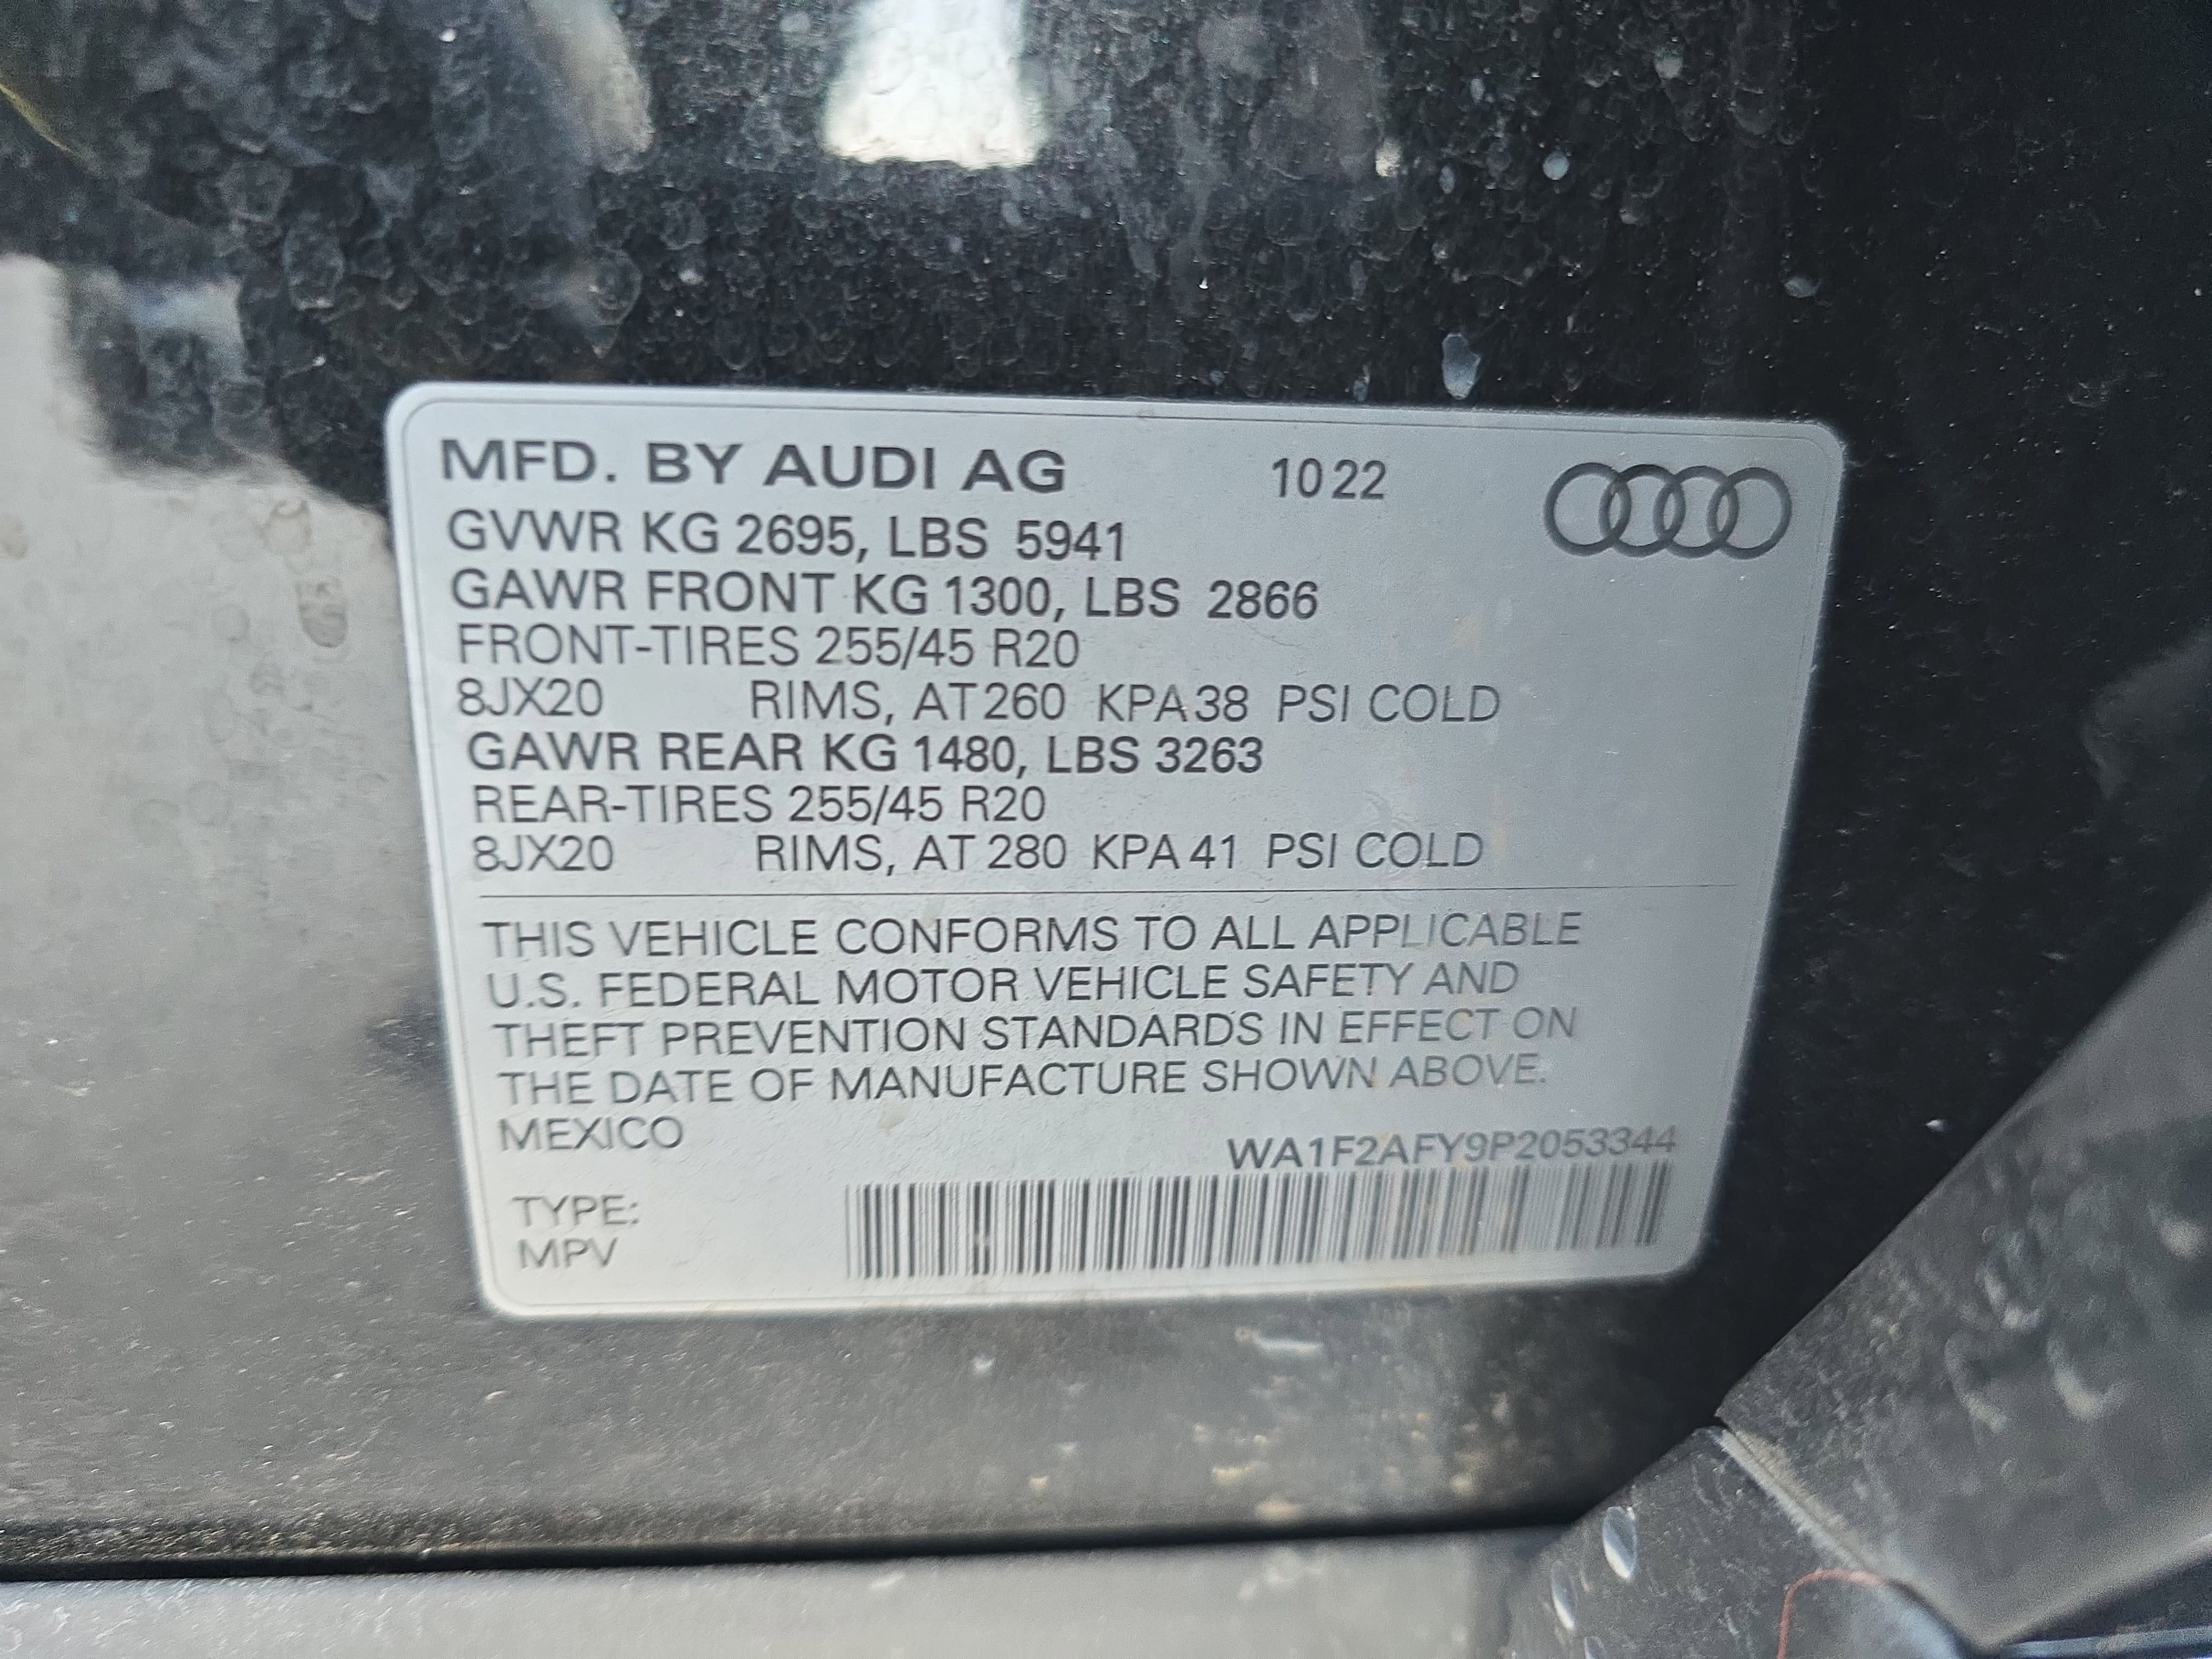 MFD. BY AUDI AG 10 22
GVWR KG 2695, LBS 5941
GAWR FRONT KG 1300, LBS 2866
FRONT-TIRES 255/45 R20
8JX20 RIMS, AT 260 KPA 38 PSI COLD
GAWR REAR KG 1480, LBS 3263
REAR-TIRES 255/45 R20
8JX20 RIMS, AT 280 KPA 41 PSI COLD
THIS VEHICLE CONFORMS TO ALL APPLICABLE
U.S. FEDERAL MOTOR VEHICLE SAFETY AND
THEFT PREVENTION STANDARDS IN EFFECT ON
THE DATE OF MANUFACTURE SHOWN ABOVE.
MEXICO
WA1F2AFY9P2053344
TYPE:
MPV